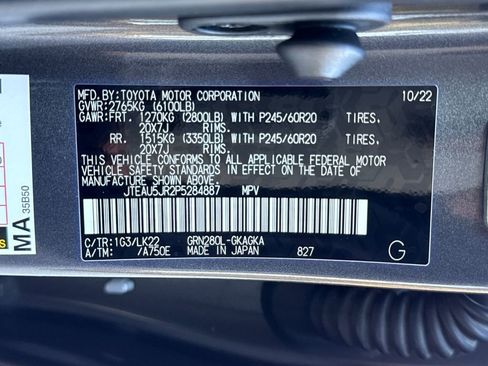 MFD.BY:TOYOTA MOTOR CORPORATION 10/22
GVWR:2765KG (6100LB)
GAWR:FRT. 1270KG (2800LB) WITH P245/60R20 TIRES.
20X7J RIMS.
RR. 1515KG (3350LB) WITH P245/60R20 TIRES.
20X7J RIMS.
THIS VEHICLE CONFORMS TO ALL APPLICABLE FEDERAL MOTOR
VEHICLE SAFETY STANDARDS IN EFFECT ON THE DATE OF
MANUFACTURE SHOWN ABOVE.
JTEAU5JR2P5284887 MPV
C/TR:1G3/LK22 GRN280L-GKAGKA
A/TM: /A750E MADE IN JAPAN 827 G
MA
35B50